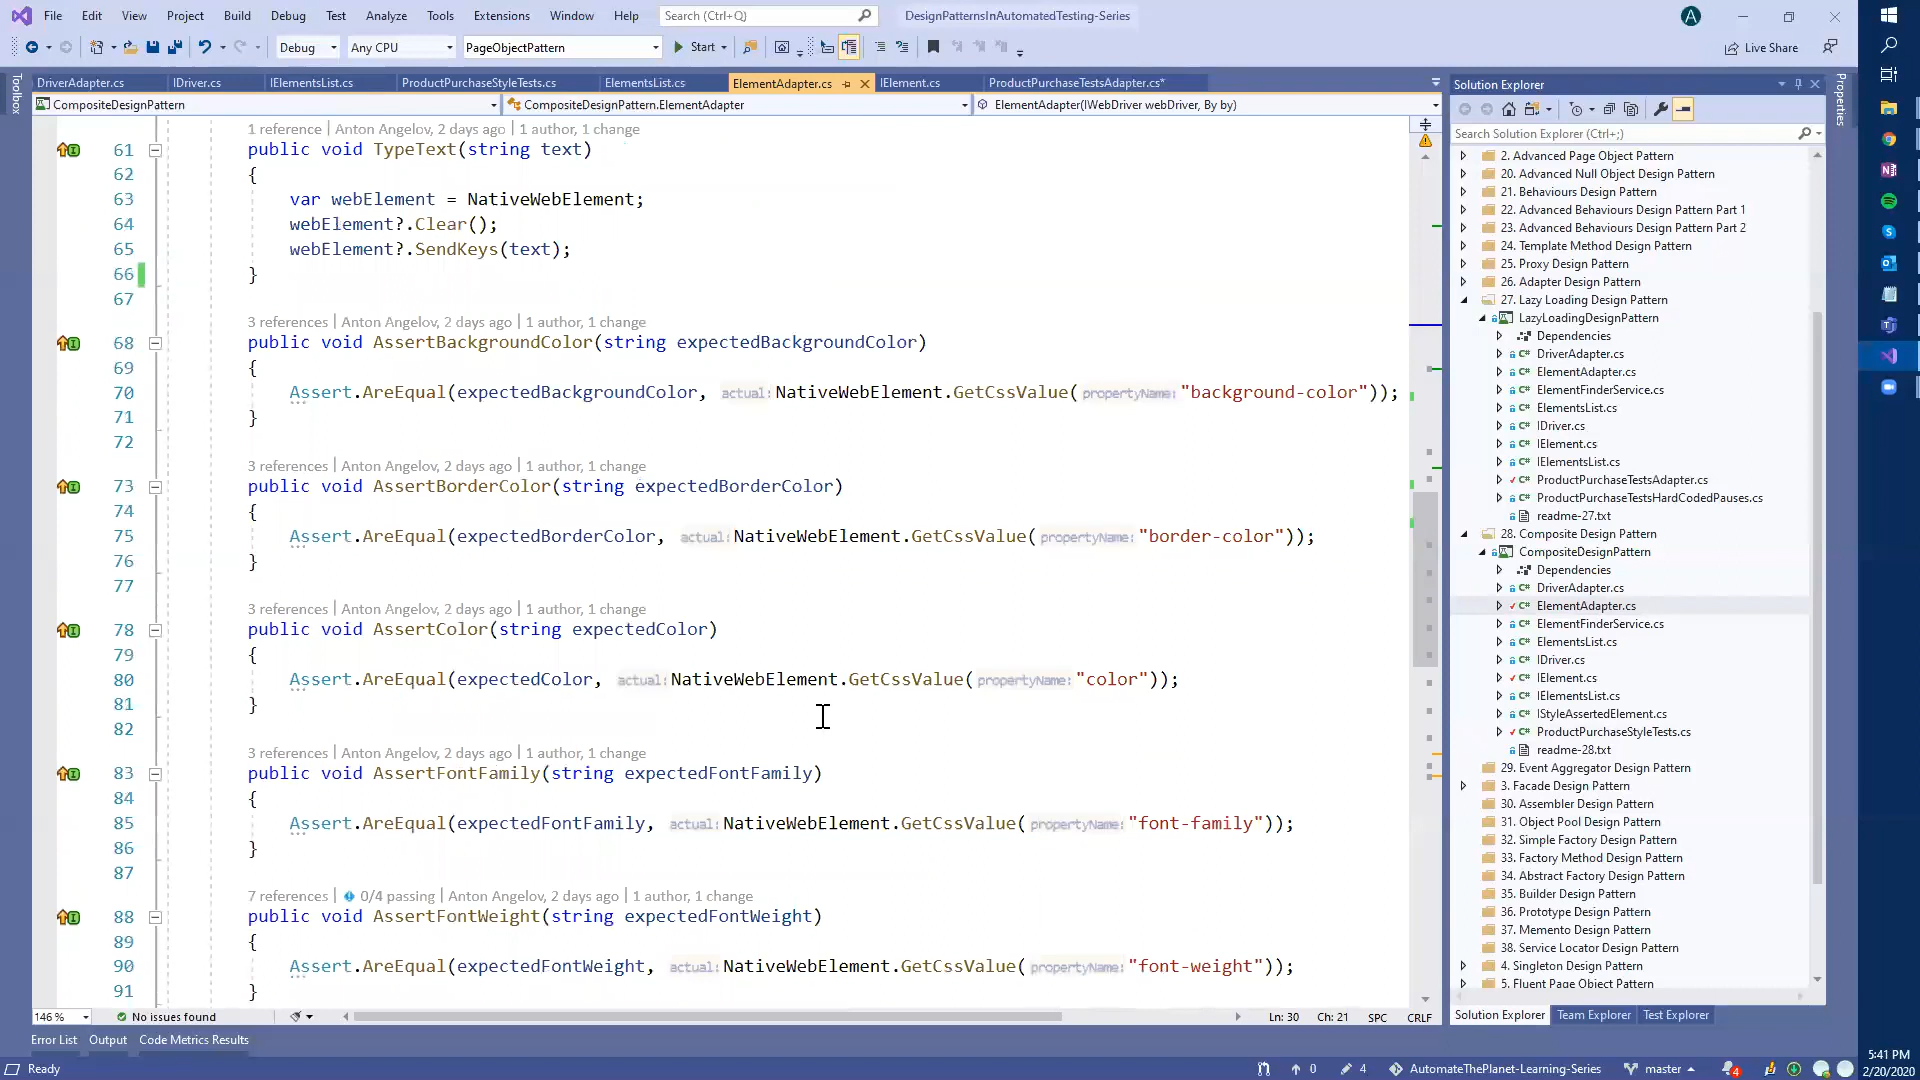 File Edit View Project Build Debug Test Analyze Tools Extensions Window Help Search (Ctrl+Q) DesignPatternsInAutomatedTesting-Series A
Debug Any CPU PageObjectPattern Start Live Share
DriverAdapter.cs IDriver.cs IElementsList.cs ProductPurchaseStyleTests.cs ElementsList.cs ElementAdapter.cs IElement.cs ProductPurchaseTestsAdapter.cs*
CompositeDesignPattern CompositeDesignPattern.ElementAdapter ElementAdapter(IWebDriver webDriver, By by)
Toolbox
1 reference | Anton Angelov, 2 days ago | 1 author, 1 change
61 public void TypeText(string text)
62 {
63 var webElement = NativeWebElement;
64 webElement?.Clear();
65 webElement?.SendKeys(text);
66 }
67
3 references | Anton Angelov, 2 days ago | 1 author, 1 change
68 public void AssertBackgroundColor(string expectedBackgroundColor)
69 {
70 Assert.AreEqual(expectedBackgroundColor, actual: NativeWebElement.GetCssValue(propertyName: "background-color"));
71 }
72
3 references | Anton Angelov, 2 days ago | 1 author, 1 change
73 public void AssertBorderColor(string expectedBorderColor)
74 {
75 Assert.AreEqual(expectedBorderColor, actual: NativeWebElement.GetCssValue(propertyName: "border-color"));
76 }
77
3 references | Anton Angelov, 2 days ago | 1 author, 1 change
78 public void AssertColor(string expectedColor)
79 {
80 Assert.AreEqual(expectedColor, actual: NativeWebElement.GetCssValue(propertyName: "color"));
81 }
82
3 references | Anton Angelov, 2 days ago | 1 author, 1 change
83 public void AssertFontFamily(string expectedFontFamily)
84 {
85 Assert.AreEqual(expectedFontFamily, actual: NativeWebElement.GetCssValue(propertyName: "font-family"));
86 }
87
7 references | 0/4 passing | Anton Angelov, 2 days ago | 1 author, 1 change
88 public void AssertFontWeight(string expectedFontWeight)
89 {
90 Assert.AreEqual(expectedFontWeight, actual: NativeWebElement.GetCssValue(propertyName: "font-weight"));
91 }
146 % No issues found Ln: 30 Ch: 21 SPC CRLF
Error List Output Code Metrics Results
Ready 0 4 AutomateThePlanet-Learning-Series master 4
Solution Explorer
Search Solution Explorer (Ctrl+;)
2. Advanced Page Object Pattern
20. Advanced Null Object Design Pattern
21. Behaviours Design Pattern
22. Advanced Behaviours Design Pattern Part 1
23. Advanced Behaviours Design Pattern Part 2
24. Template Method Design Pattern
25. Proxy Design Pattern
26. Adapter Design Pattern
27. Lazy Loading Design Pattern
LazyLoadingDesignPattern
Dependencies
C# DriverAdapter.cs
C# ElementAdapter.cs
C# ElementFinderService.cs
C# ElementsList.cs
C# IDriver.cs
C# IElement.cs
C# IElementsList.cs
C# ProductPurchaseTestsAdapter.cs
C# ProductPurchaseTestsHardCodedPauses.cs
readme-27.txt
28. Composite Design Pattern
CompositeDesignPattern
Dependencies
C# DriverAdapter.cs
C# ElementAdapter.cs
C# ElementFinderService.cs
C# ElementsList.cs
C# IDriver.cs
C# IElement.cs
C# IElementsList.cs
C# IStyleAssertedElement.cs
C# ProductPurchaseStyleTests.cs
readme-28.txt
29. Event Aggregator Design Pattern
3. Facade Design Pattern
30. Assembler Design Pattern
31. Object Pool Design Pattern
32. Simple Factory Design Pattern
33. Factory Method Design Pattern
34. Abstract Factory Design Pattern
35. Builder Design Pattern
36. Prototype Design Pattern
37. Memento Design Pattern
38. Service Locator Design Pattern
4. Singleton Design Pattern
5. Fluent Page Object Pattern
Solution Explorer Team Explorer Test Explorer
Properties
5:41 PM
2/20/2020